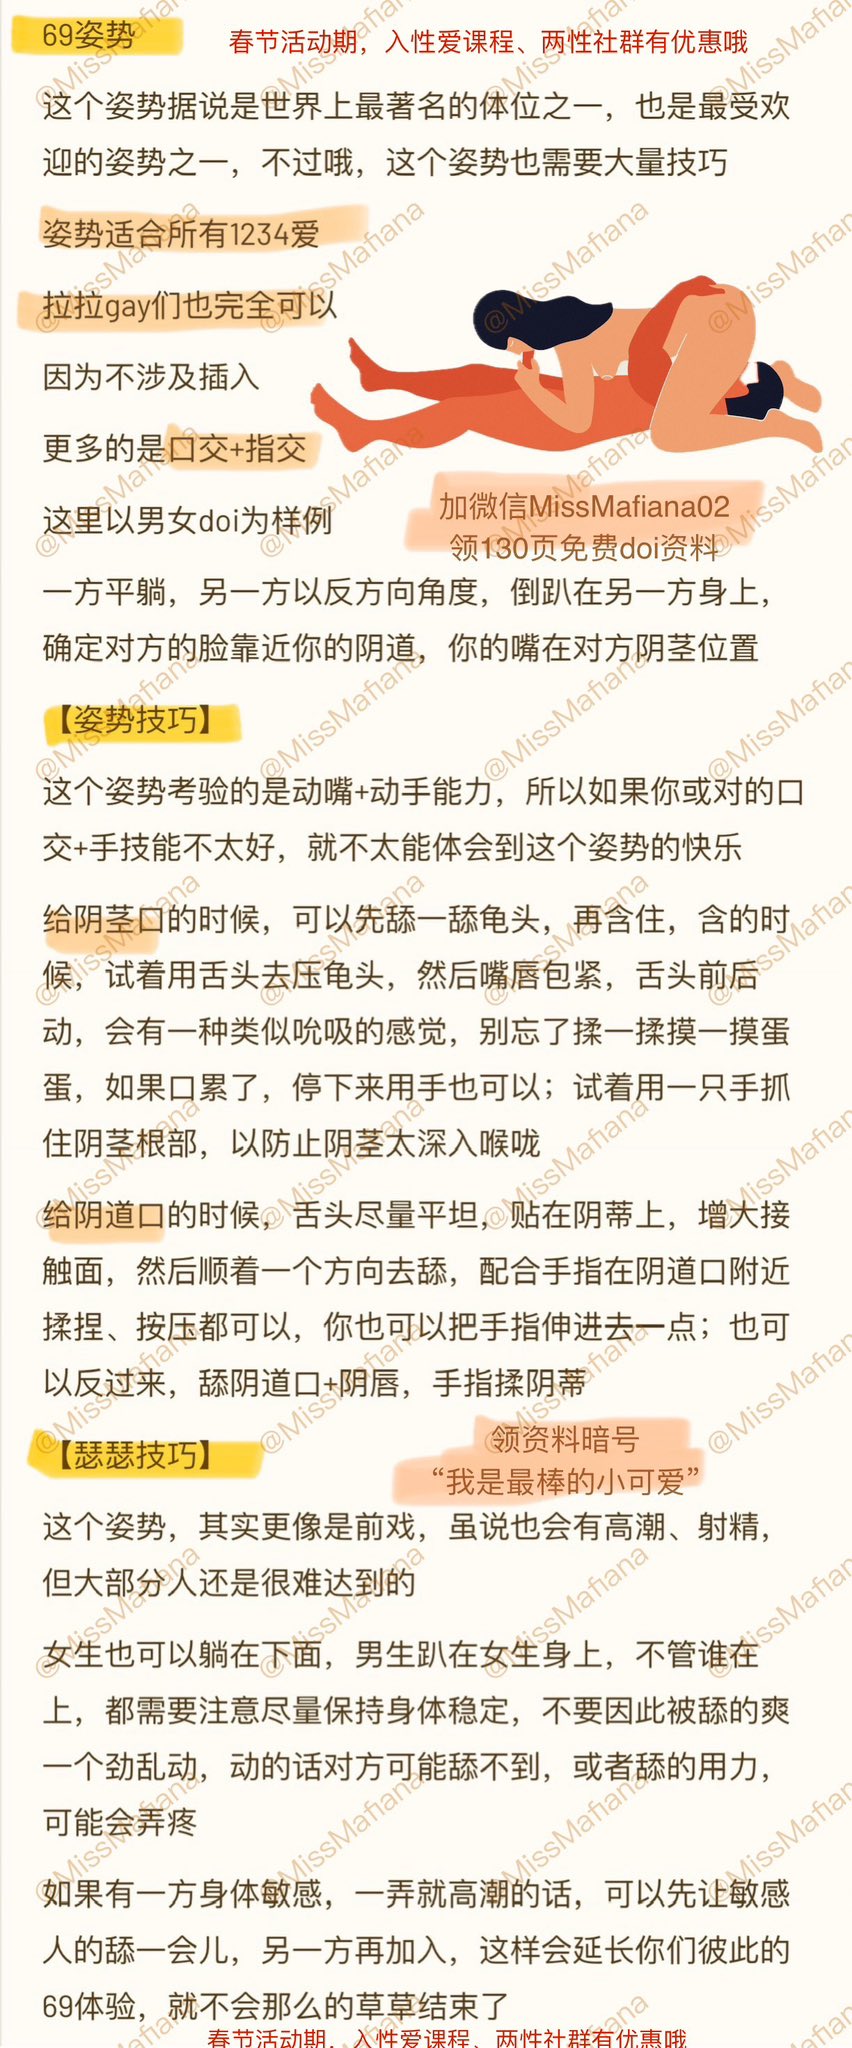 69姿势
春节活动期，入性爱课程、两性社群有优惠哦
这个姿势据说是世界上最著名的体位之一，也是最受欢
迎的姿势之一，不过哦，这个姿势也需要大量技巧
姿势适合所有1234爱
拉拉gay们也完全可以
因为不涉及插入
更多的是口交+指交
这里以男女doi为样例
加微信MissMafiana02
领130页免费doi资料
一方平躺，另一方以反方向角度，倒趴在另一方身上，
确定对方的脸靠近你的阴道，你的嘴在对方阴茎位置
【姿势技巧】
这个姿势考验的是动嘴+动手能力，所以如果你或对的口
交+手技能不太好，就不太能体会到这个姿势的快乐
给阴茎口的时候，可以先舔一舔龟头，再含住，含的时
候，试着用舌头去压龟头，然后嘴唇包紧，舌头前后
动，会有一种类似吮吸的感觉，别忘了揉一揉摸一摸蛋
蛋，如果口累了，停下来用手也可以；试着用一只手抓
住阴茎根部，以防止阴茎太深入喉咙
给阴道口的时候，舌头尽量平坦，贴在阴蒂上，增大接
触面，然后顺着一个方向去舔，配合手指在阴道口附近
揉捏、按压都可以，你也可以把手指伸进去一点；也可
以反过来，舔阴道口+阴唇，手指揉阴蒂
【瑟瑟技巧】
领资料暗号
“我是最棒的小可爱”
这个姿势，其实更像是前戏，虽说也会有高潮、射精，
但大部分人还是很难达到的
女生也可以躺在下面，男生趴在女生身上，不管谁在
上，都需要注意尽量保持身体稳定，不要因此被舔的爽
一个劲乱动，动的话对方可能舔不到，或者舔的用力，
可能会弄疼
如果有一方身体敏感，一弄就高潮的话，可以先让敏感
人的舔一会儿，另一方再加入，这样会延长你们彼此的
69体验，就不会那么的草草结束了
春节活动期，入性爱课程、两性社群有优惠哦
@MissMafiana